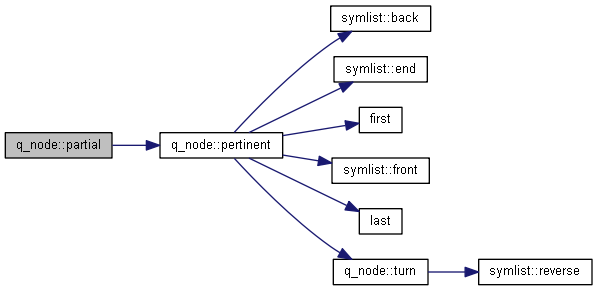 q_node::partial
q_node::pertinent
symlist::back
symlist::end
first
symlist::front
last
q_node::turn
symlist::reverse